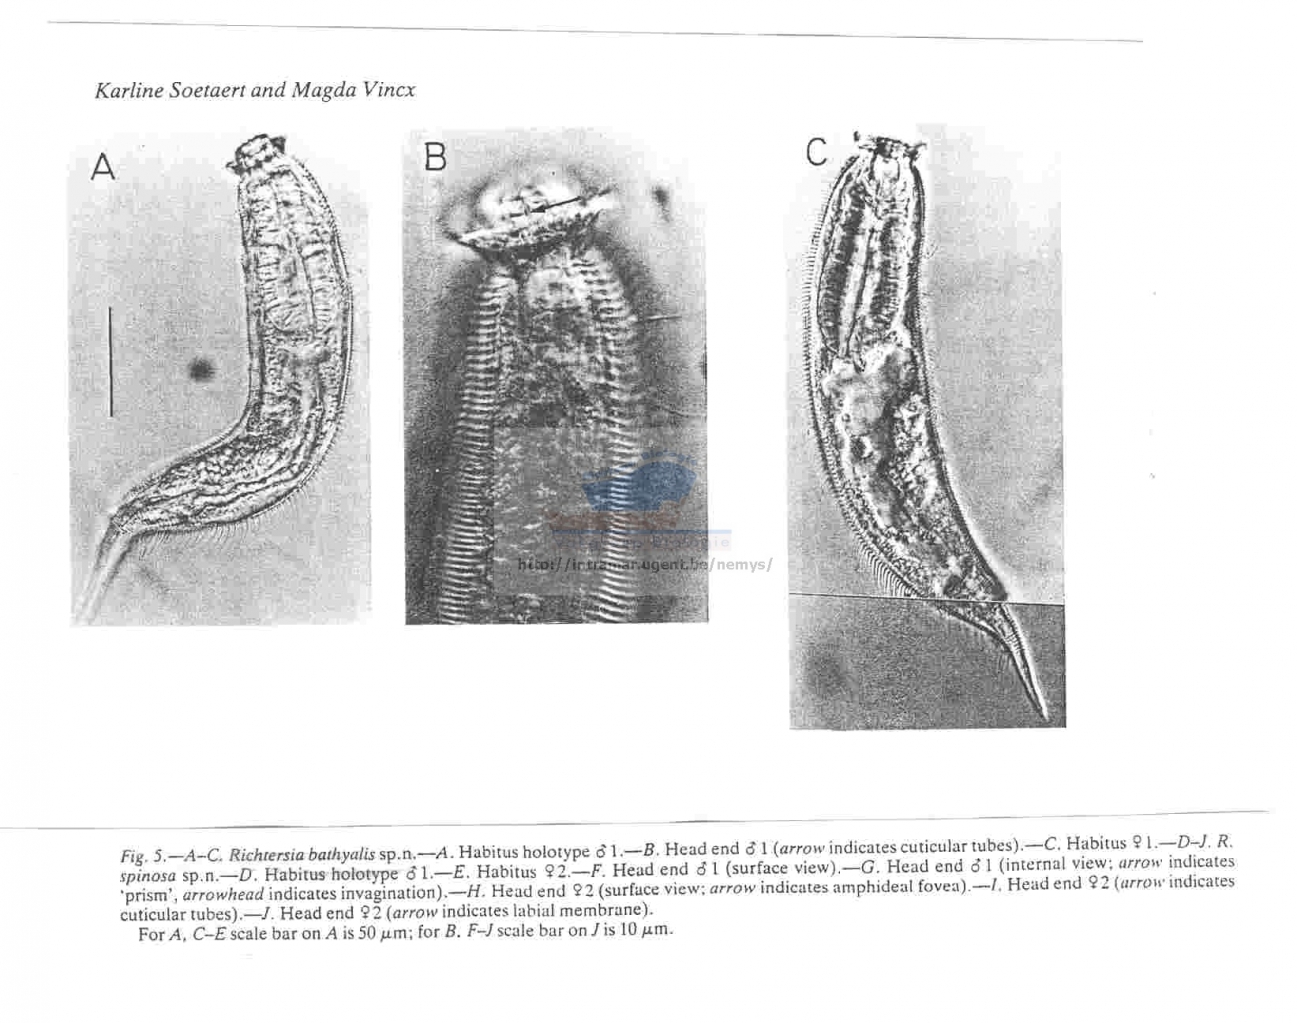 Karline Soetaert and Magda Vincx
A
B
C
http://intramar.ugent.be/nemys/
Fig. 5.—A–C. Richtersia bathyalis sp.n.—A. Habitus holotype ♂ 1.—B. Head end ♂ 1 (arrow indicates cuticular tubes).—C. Habitus ♀ 1.—D–J. R.
spinosa sp.n.—D. Habitus holotype ♂ 1.—E. Habitus ♀ 2.—F. Head end ♂ 1 (surface view).—G. Head end ♂ 1 (internal view; arrow indicates
‘prism’, arrowhead indicates invagination).—H. Head end ♀ 2 (surface view; arrow indicates amphideal fovea).—I. Head end ♀ 2 (arrow indicates
cuticular tubes).—J. Head end ♀ 2 (arrow indicates labial membrane).
For A, C–E scale bar on A is 50 μm; for B. F–J scale bar on J is 10 μm.